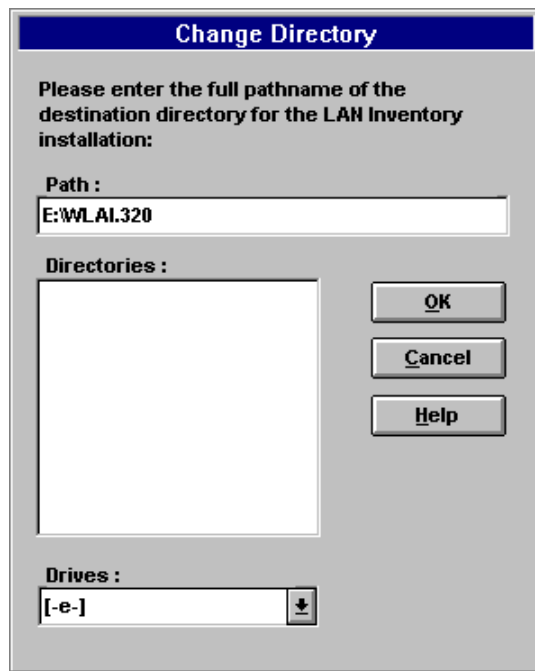 Change Directory
Please enter the full pathname of the
destination directory for the LAN Inventory
installation:
Path :
E:\WLAI.320
Directories :
OK
Cancel
Help
Drives :
[-e-]